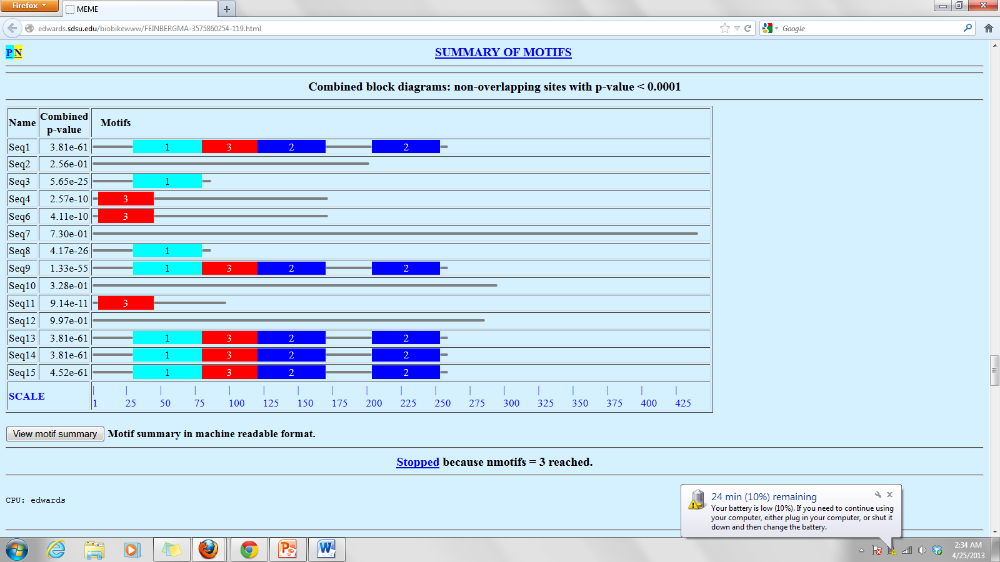 Firefox
MEME
edwards.sdsu.edu/biobikewww/FEINBERGMA-3575860254-119.html
Google
P N
SUMMARY OF MOTIFS
Combined block diagrams: non-overlapping sites with p-value < 0.0001
Name Combined p-value Motifs
Seq1 3.81e-61 1 3 2 2
Seq2 2.56e-01
Seq3 5.65e-25 1
Seq4 2.57e-10 3
Seq6 4.11e-10 3
Seq7 7.30e-01
Seq8 4.17e-26 1
Seq9 1.33e-55 1 3 2 2
Seq10 3.28e-01
Seq11 9.14e-11 3
Seq12 9.97e-01
Seq13 3.81e-61 1 3 2 2
Seq14 3.81e-61 1 3 2 2
Seq15 4.52e-61 1 3 2 2
SCALE | | | | | | | | | | | | | | | | | |
1 25 50 75 100 125 150 175 200 225 250 275 300 325 350 375 400 425
View motif summary Motif summary in machine readable format.
Stopped because nmotifs = 3 reached.
CPU: edwards
24 min (10%) remaining
Your battery is low (10%). If you need to continue using
your computer, either plug in your computer, or shut it
down and then change the battery.
2:34 AM
4/25/2013